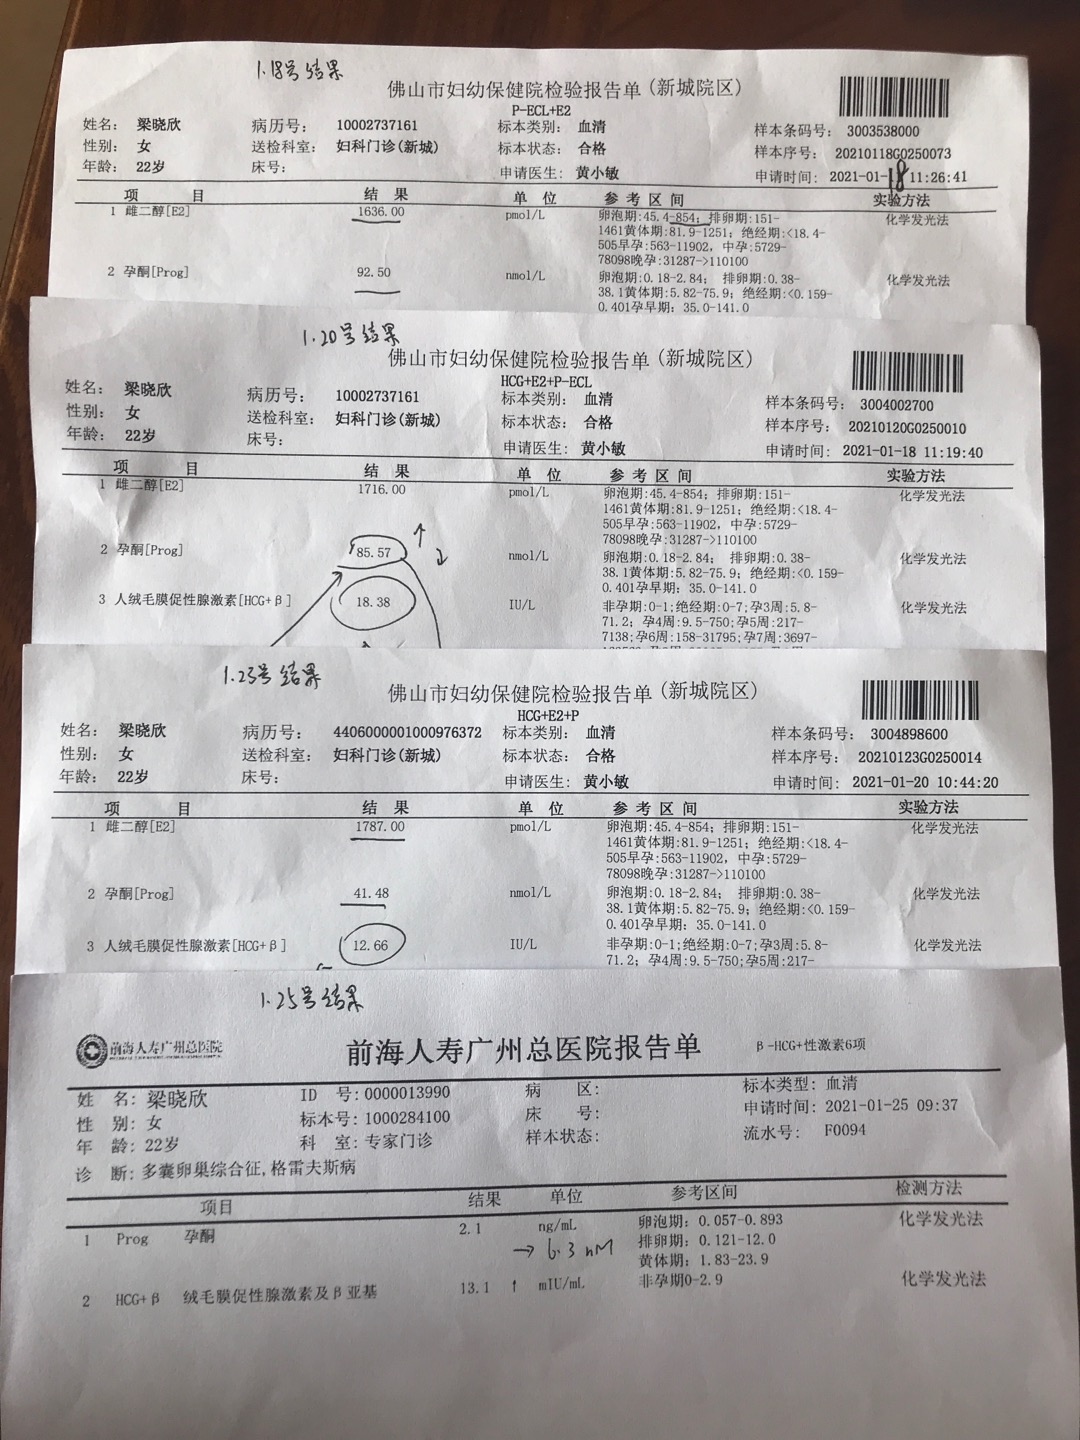 1.18号结果
佛山市妇幼保健院检验报告单(新城院区)
P-ECL+E2
姓名: 梁晓欣 病历号: 10002737161 标本类别: 血清 样本条码号: 3003538000
性别: 女 送检科室: 妇科门诊(新城) 标本状态: 合格 样本序号: 20210118G0250073
年龄: 22岁 床号: 申请医生: 黄小敏 申请时间: 2021-01-18 11:26:41
项 目 结 果 单 位 参考区间 实验方法
1 雌二醇[E2] 1636.00 pmol/L 卵泡期:45.4-854; 排卵期:151- 化学发光法
1461黄体期:81.9-1251; 绝经期:<18.4-
505早孕:563-11902, 中孕:5729-
78098晚孕:31287->110100
2 孕酮[Prog] 92.50 nmol/L 卵泡期:0.18-2.84; 排卵期:0.38- 化学发光法
38.1黄体期:5.82-75.9; 绝经期:<0.159-
0.401孕早期: 35.0-141.0
1.20号结果
佛山市妇幼保健院检验报告单(新城院区)
HCG+E2+P-ECL
姓名: 梁晓欣 病历号: 10002737161 标本类别: 血清 样本条码号: 3004002700
性别: 女 送检科室: 妇科门诊(新城) 标本状态: 合格 样本序号: 20210120G0250010
年龄: 22岁 床号: 申请医生: 黄小敏 申请时间: 2021-01-18 11:19:40
项 目 结 果 单 位 参考区间 实验方法
1 雌二醇[E2] 1716.00 pmol/L 卵泡期:45.4-854; 排卵期:151- 化学发光法
1461黄体期:81.9-1251; 绝经期:<18.4-
505早孕:563-11902, 中孕:5729-
78098晚孕:31287->110100
2 孕酮[Prog] 85.57 ↑ nmol/L 卵泡期:0.18-2.84; 排卵期:0.38- 化学发光法
38.1黄体期:5.82-75.9; 绝经期:<0.159-
0.401孕早期: 35.0-141.0
3 人绒毛膜促性腺激素[HCG+β] 18.38 IU/L 非孕期:0-1;绝经期:0-7;孕3周:5.8- 化学发光法
71.2; 孕4周:9.5-750;孕5周:217-
7138;孕6周:158-31795;孕7周:3697-
1.23号结果
佛山市妇幼保健院检验报告单(新城院区)
HCG+E2+P
姓名: 梁晓欣 病历号: 4406000001000976372 标本类别: 血清 样本条码号: 3004898600
性别: 女 送检科室: 妇科门诊(新城) 标本状态: 合格 样本序号: 20210123G0250014
年龄: 22岁 床号: 申请医生: 黄小敏 申请时间: 2021-01-20 10:44:20
项 目 结 果 单 位 参考区间 实验方法
1 雌二醇[E2] 1787.00 pmol/L 卵泡期:45.4-854; 排卵期:151- 化学发光法
1461黄体期:81.9-1251; 绝经期:<18.4-
505早孕:563-11902, 中孕:5729-
78098晚孕:31287->110100
2 孕酮[Prog] 41.48 nmol/L 卵泡期:0.18-2.84; 排卵期:0.38- 化学发光法
38.1黄体期:5.82-75.9; 绝经期:<0.159-
0.401孕早期: 35.0-141.0
3 人绒毛膜促性腺激素[HCG+β] 12.66 IU/L 非孕期:0-1;绝经期:0-7;孕3周:5.8- 化学发光法
71.2; 孕4周:9.5-750;孕5周:217-
1.25号结果
前海人寿广州总医院 前海人寿广州总医院报告单 β-HCG+性激素6项
姓 名: 梁晓欣 ID 号: 0000013990 病 区: 标本类型: 血清
性 别: 女 标本号: 1000284100 床 号: 申请时间: 2021-01-25 09:37
年 龄: 22岁 科 室: 专家门诊 样本状态: 流水号: F0094
诊 断: 多囊卵巢综合征,格雷夫斯病
项目 结果 单位 参考区间 检测方法
1 Prog 孕酮 2.1 ng/mL 卵泡期: 0.057-0.893 化学发光法
→ 6.3 nM 排卵期: 0.121-12.0
黄体期: 1.83-23.9
2 HCG+β 绒毛膜促性腺激素及β亚基 13.1 ↑ mIU/mL 非孕期0-2.9 化学发光法